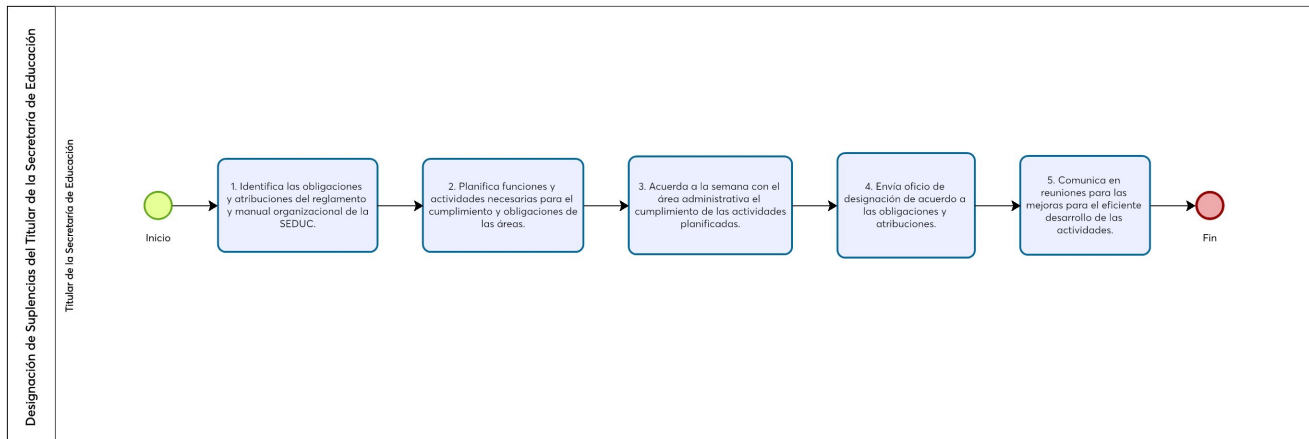 Designación de Suplencias del Titular de la Secretaría de Educación
Titular de la Secretaría de Educación
Inicio
1. Identifica las obligaciones
y atribuciones del reglamento
y manual organizacional de la
SEDUC.
2. Planifica funciones y
actividades necesarias para el
cumplimiento y obligaciones de
las áreas.
3. Acuerda a la semana con el
área administrativa el
cumplimiento de las actividades
planificadas.
4. Envía oficio de
designación de acuerdo a
las obligaciones y
atribuciones.
5. Comunica en
reuniones para las
mejoras para el eficiente
desarrollo de las
actividades.
Fin